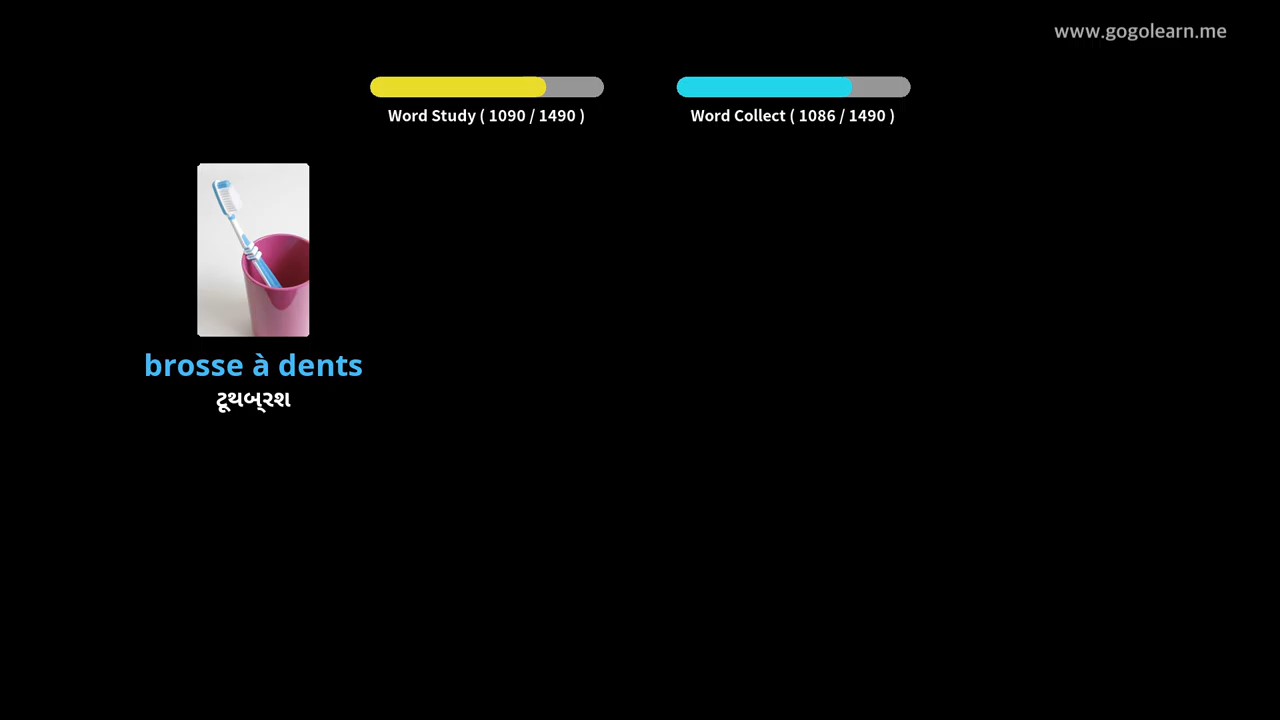 www.gogolearn.me
Word Study ( 1090 / 1490 )
Word Collect ( 1086 / 1490 )
brosse à dents
ટૂથબ્રશ